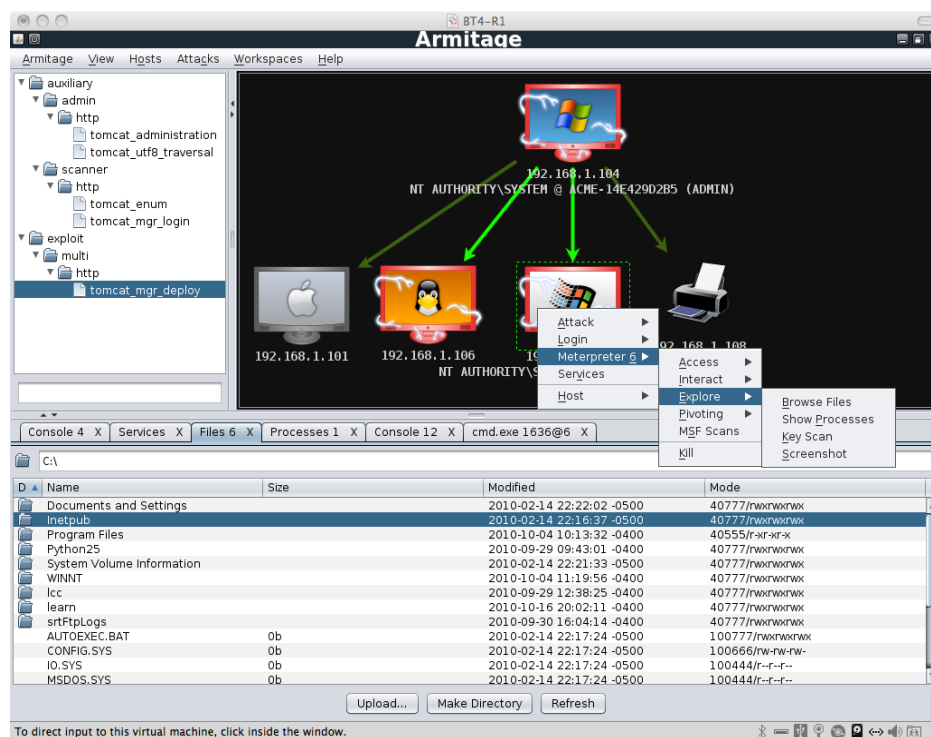 BT4-R1
Armitage
Armitage View Hosts Attacks Workspaces Help
auxiliary
admin
http
tomcat_administration
tomcat_utf8_traversal
scanner
http
tomcat_enum
tomcat_mgr_login
exploit
multi
http
tomcat_mgr_deploy
192.168.1.104
NT AUTHORITY\SYSTEM @ ACME-14E429D2B5 (ADMIN)
192.168.1.101
192.168.1.106
NT AUTHORITY\S
Attack
Login
Meterpreter 6
Services
Host
Access
Interact
Explore
Pivoting
MSF Scans
Kill
Browse Files
Show Processes
Key Scan
Screenshot
Console 4 X Services X Files 6 X Processes 1 X Console 12 X cmd.exe 1636@6 X
C:\
D Name Size Modified Mode
Documents and Settings 2010-02-14 22:22:02 -0500 40777/rwxrwxrwx
Inetpub 2010-02-14 22:16:37 -0500 40777/rwxrwxrwx
Program Files 2010-10-04 10:13:32 -0400 40555/r-xr-xr-x
Python25 2010-09-29 09:43:01 -0400 40777/rwxrwxrwx
System Volume Information 2010-02-14 22:21:33 -0500 40777/rwxrwxrwx
WINNT 2010-10-04 11:19:56 -0400 40777/rwxrwxrwx
lcc 2010-09-29 12:38:25 -0400 40777/rwxrwxrwx
learn 2010-10-16 20:02:11 -0400 40777/rwxrwxrwx
srtFtpLogs 2010-09-30 16:04:14 -0400 40777/rwxrwxrwx
AUTOEXEC.BAT 0b 2010-02-14 22:17:24 -0500 100777/rwxrwxrwx
CONFIG.SYS 0b 2010-02-14 22:17:24 -0500 100666/rw-rw-rw-
IO.SYS 0b 2010-02-14 22:17:24 -0500 100444/r--r--r--
MSDOS.SYS 0b 2010-02-14 22:17:24 -0500 100444/r--r--r--
Upload... Make Directory Refresh
To direct input to this virtual machine, click inside the window.